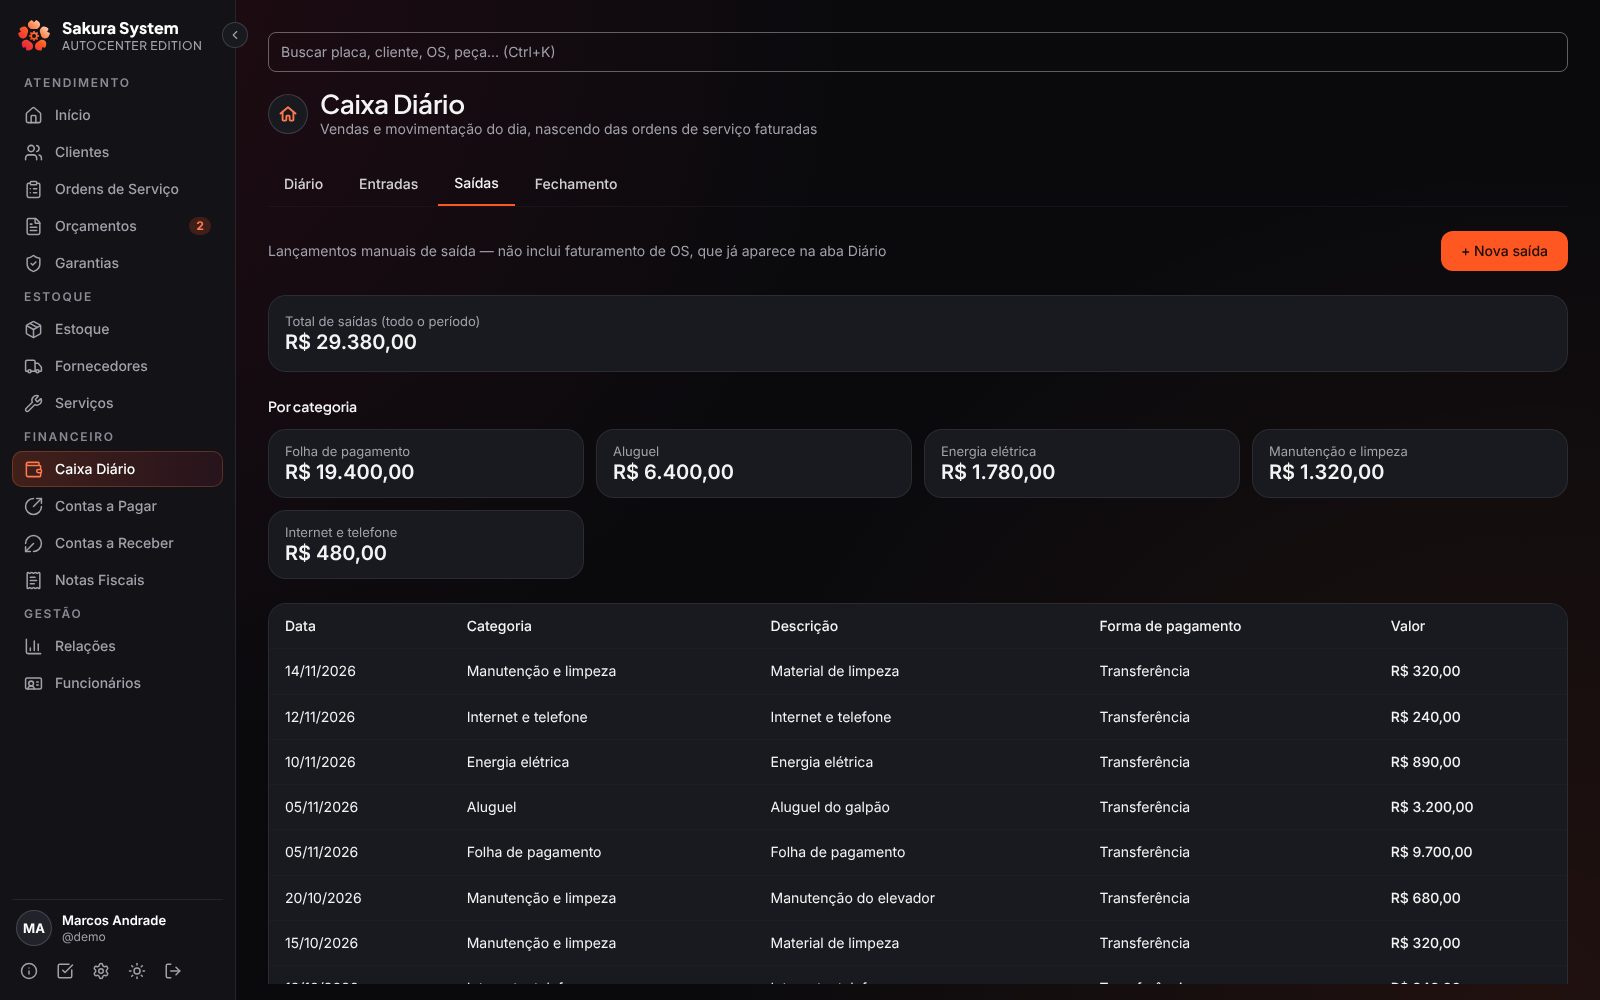 Sakura System
AUTOCENTER EDITION
ATENDIMENTO
Início
Clientes
Ordens de Serviço
Orçamentos 2
Garantias
ESTOQUE
Estoque
Fornecedores
Serviços
FINANCEIRO
Caixa Diário
Contas a Pagar
Contas a Receber
Notas Fiscais
GESTÃO
Relações
Funcionários
MA
Marcos Andrade
@demo
Buscar placa, cliente, OS, peça... (Ctrl+K)
Caixa Diário
Vendas e movimentação do dia, nascendo das ordens de serviço faturadas
Diário Entradas Saídas Fechamento
Lançamentos manuais de saída — não inclui faturamento de OS, que já aparece na aba Diário
+ Nova saída
Total de saídas (todo o período)
R$ 29.380,00
Por categoria
Folha de pagamento
R$ 19.400,00
Aluguel
R$ 6.400,00
Energia elétrica
R$ 1.780,00
Manutenção e limpeza
R$ 1.320,00
Internet e telefone
R$ 480,00
Data Categoria Descrição Forma de pagamento Valor
14/11/2026 Manutenção e limpeza Material de limpeza Transferência R$ 320,00
12/11/2026 Internet e telefone Internet e telefone Transferência R$ 240,00
10/11/2026 Energia elétrica Energia elétrica Transferência R$ 890,00
05/11/2026 Aluguel Aluguel do galpão Transferência R$ 3.200,00
05/11/2026 Folha de pagamento Folha de pagamento Transferência R$ 9.700,00
20/10/2026 Manutenção e limpeza Manutenção do elevador Transferência R$ 680,00
15/10/2026 Manutenção e limpeza Material de limpeza Transferência R$ 320,00